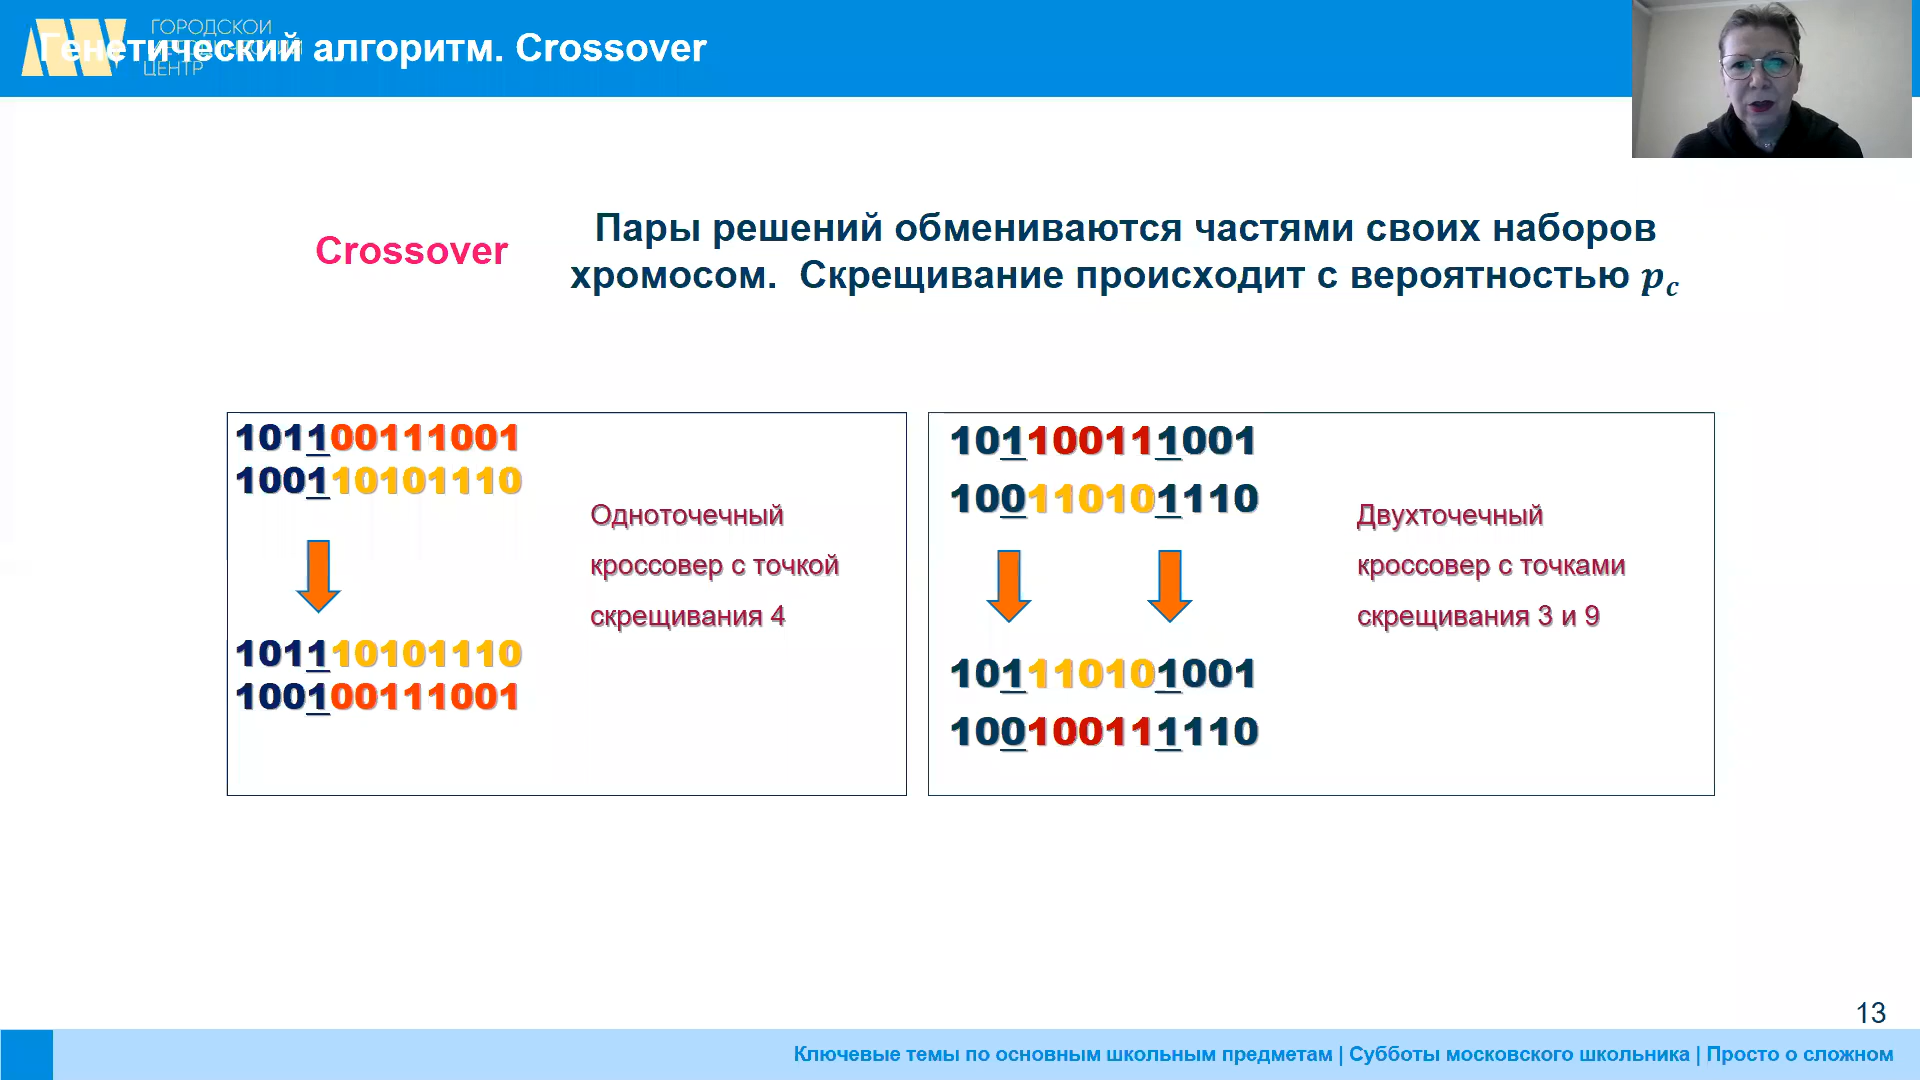 ГОРОДСКОЙ
ЦЕНТР
Генетический алгоритм. Crossover
Crossover
Пары решений обмениваются частями своих наборов
хромосом. Скрещивание происходит с вероятностью p_c
101100111001
100110101110
Одноточечный
кроссовер с точкой
скрещивания 4
101110101110
100100111001
101100111001
100110101110
Двухточечный
кроссовер с точками
скрещивания 3 и 9
101110101001
100100111110
13
Ключевые темы по основным школьным предметам | Субботы московского школьника | Просто о сложном